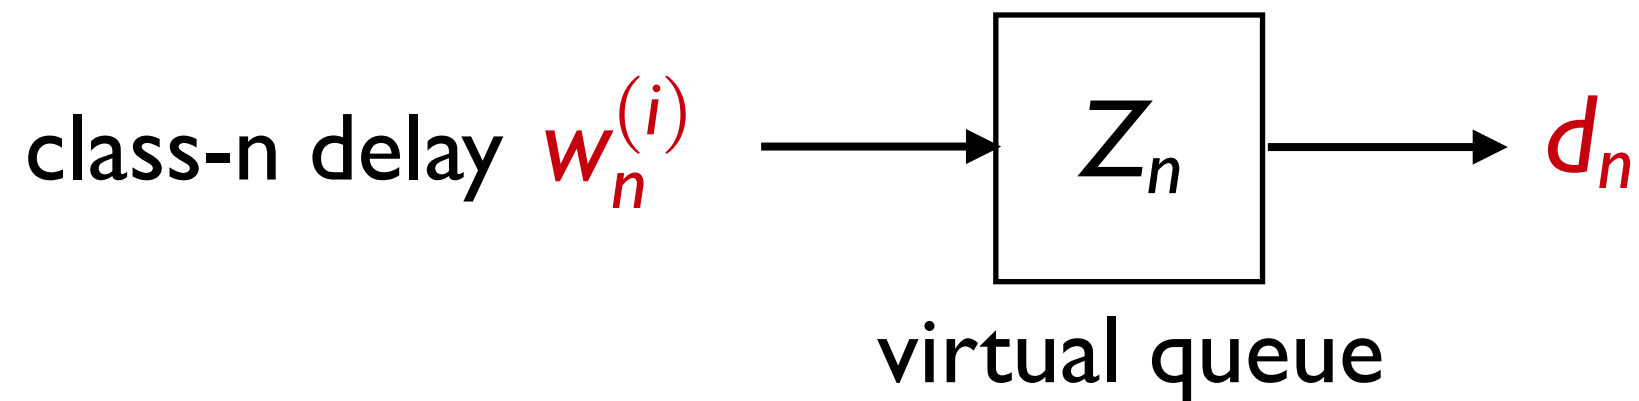 class-n delay $w_n^{(i)}$ $Z_n$ $d_n$
virtual queue